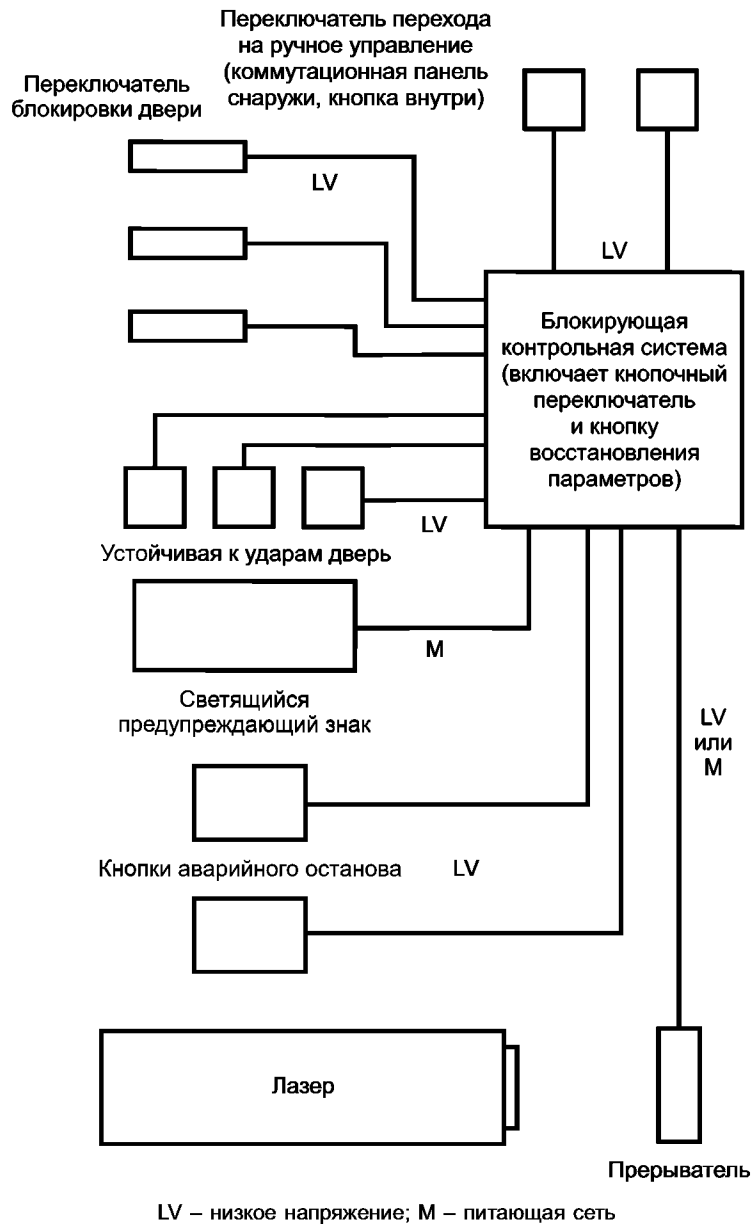 Переключатель перехода
на ручное управление
(коммутационная панель
снаружи, кнопка внутри)
Переключатель
блокировки двери
LV
LV
Блокирующая
контрольная система
(включает кнопочный
переключатель
и кнопку
восстановления
параметров)
LV
Устойчивая к ударам дверь
M
Светящийся
предупреждающий знак
LV
или
M
Кнопки аварийного останова
LV
Лазер
Прерыватель
LV – низкое напряжение; M – питающая сеть